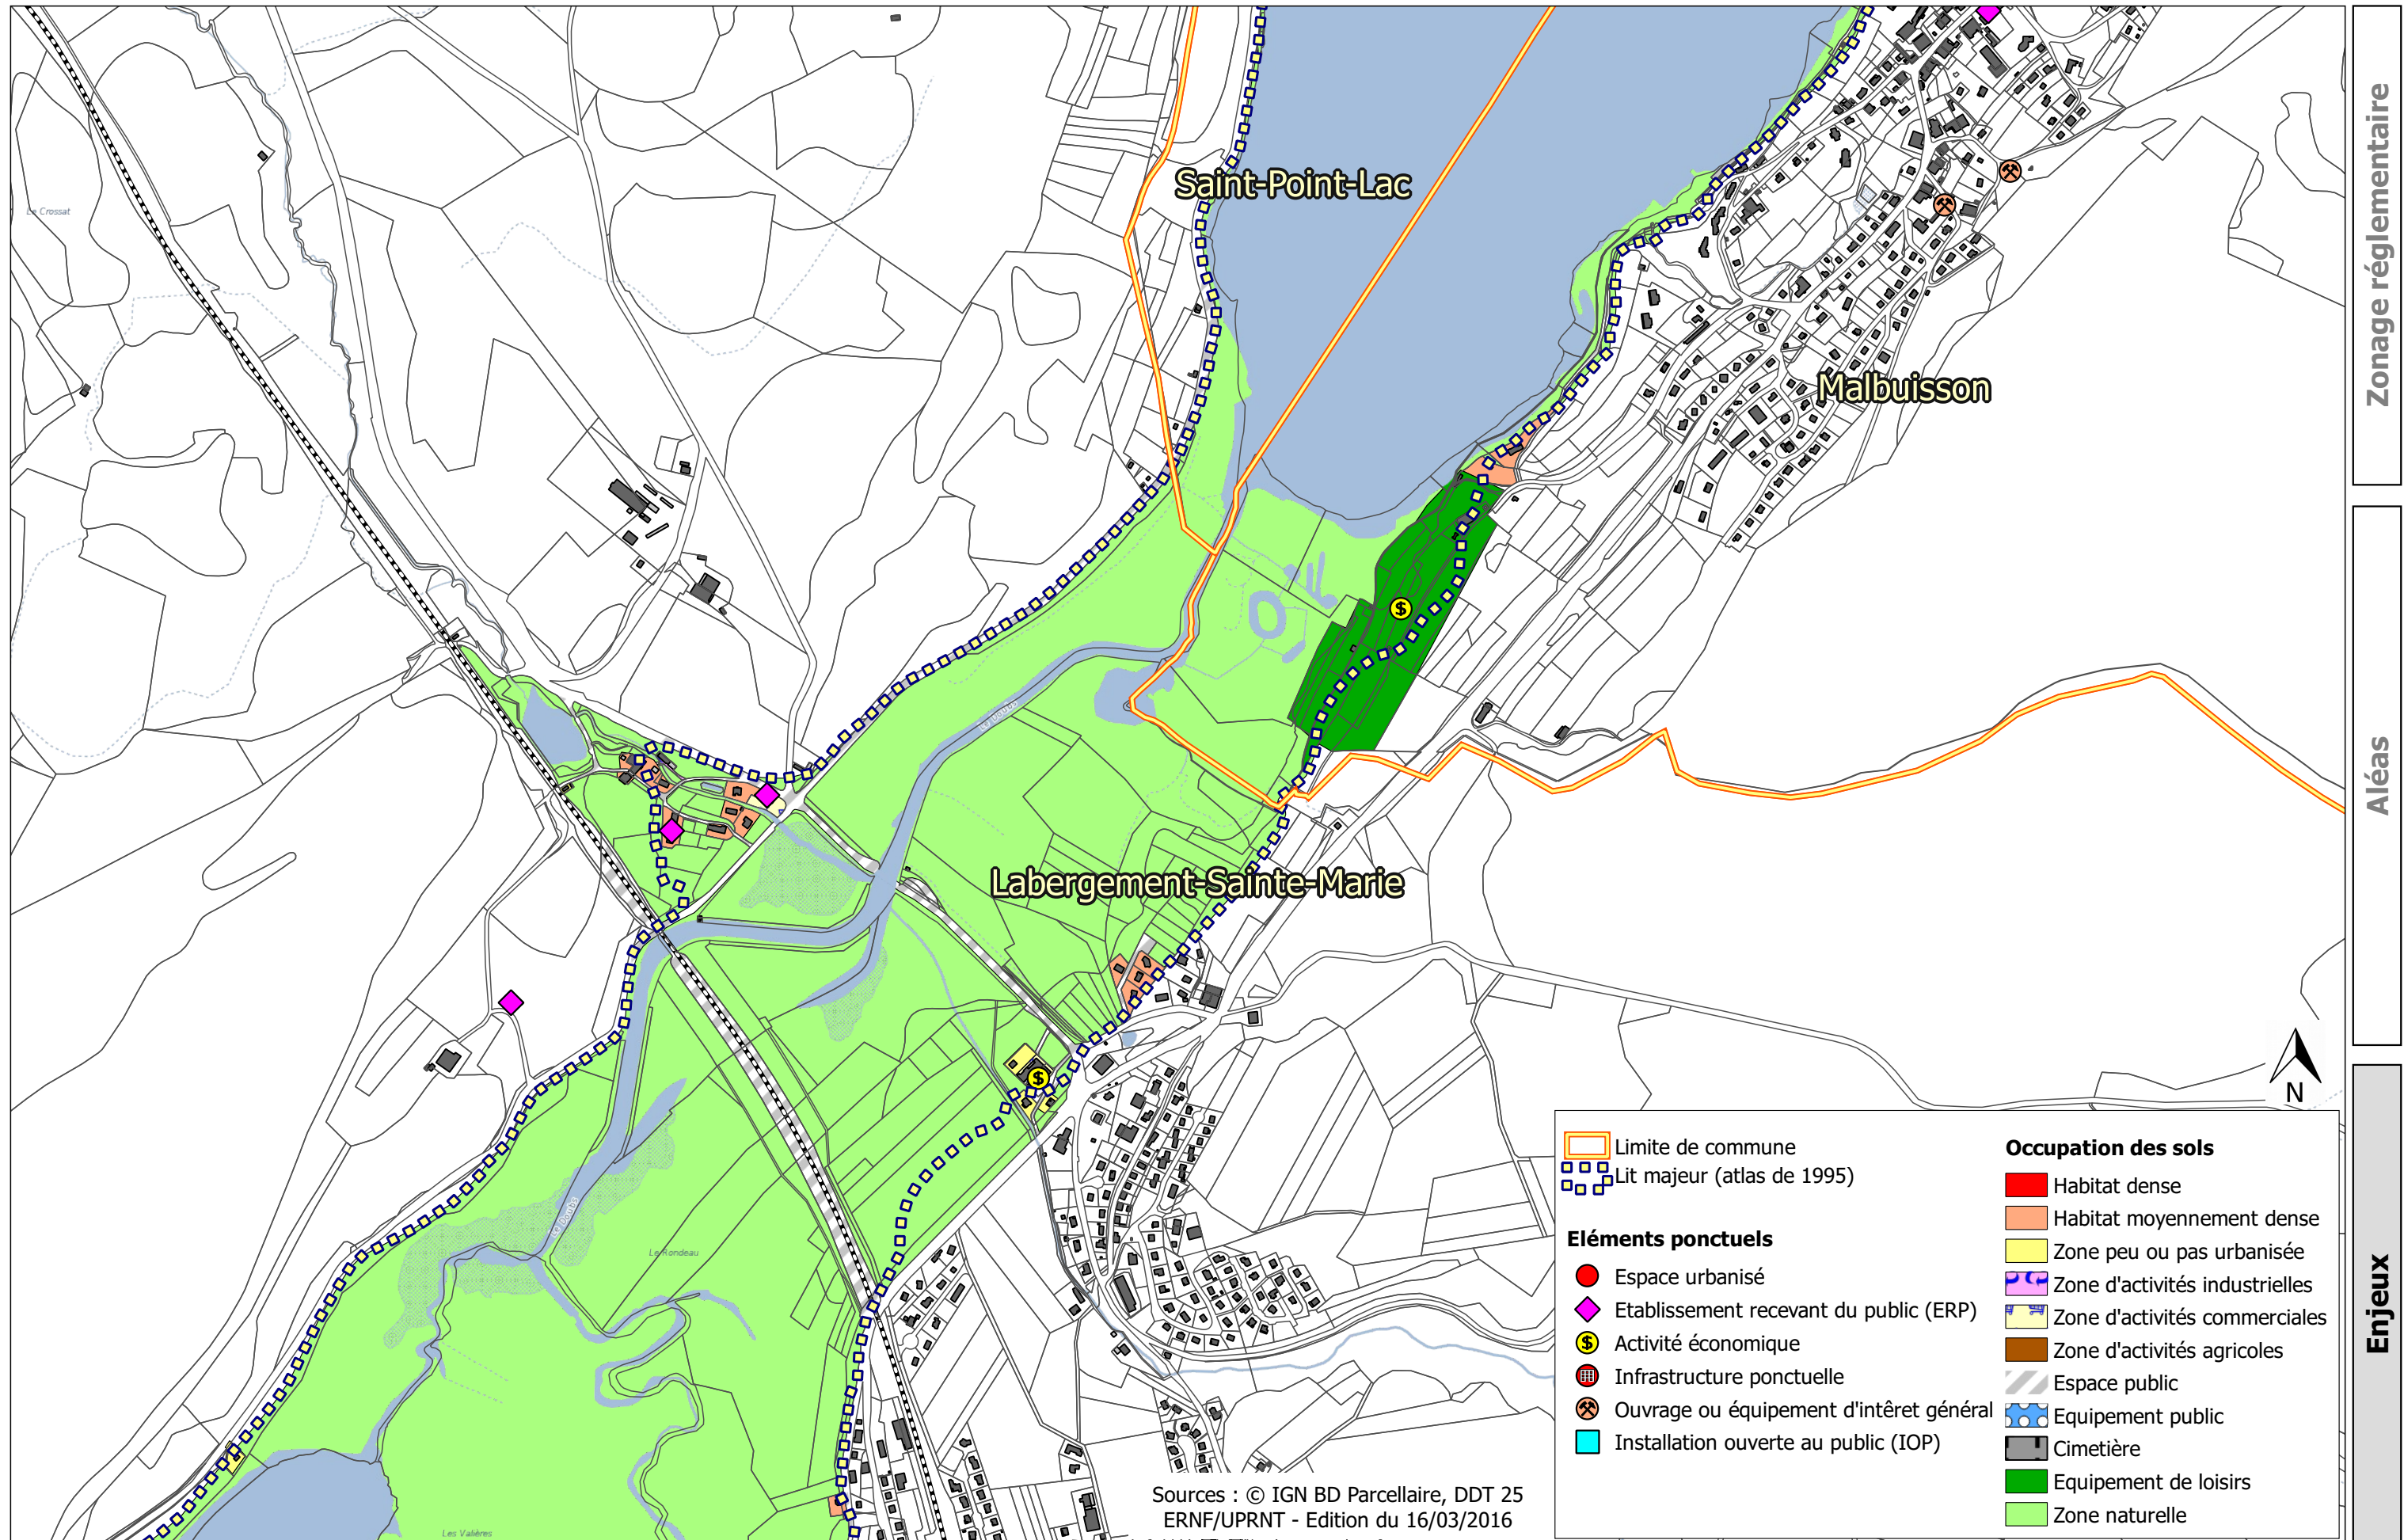 Le Crossat
Saint-Point-Lac
Malbuisson
Le Doubs
Labergement-Sainte-Marie
Le Doubs
Le Rondeau
Les Valières
N
Limite de commune
Lit majeur (atlas de 1995)
Eléments ponctuels
Espace urbanisé
Etablissement recevant du public (ERP)
Activité économique
Infrastructure ponctuelle
Ouvrage ou équipement d'intêret général
Installation ouverte au public (IOP)
Occupation des sols
Habitat dense
Habitat moyennement dense
Zone peu ou pas urbanisée
Zone d'activités industrielles
Zone d'activités commerciales
Zone d'activités agricoles
Espace public
Equipement public
Cimetière
Equipement de loisirs
Zone naturelle
Sources : © IGN BD Parcellaire, DDT 25
ERNF/UPRNT - Edition du 16/03/2016
Zonage réglementaire
Aléas
Enjeux